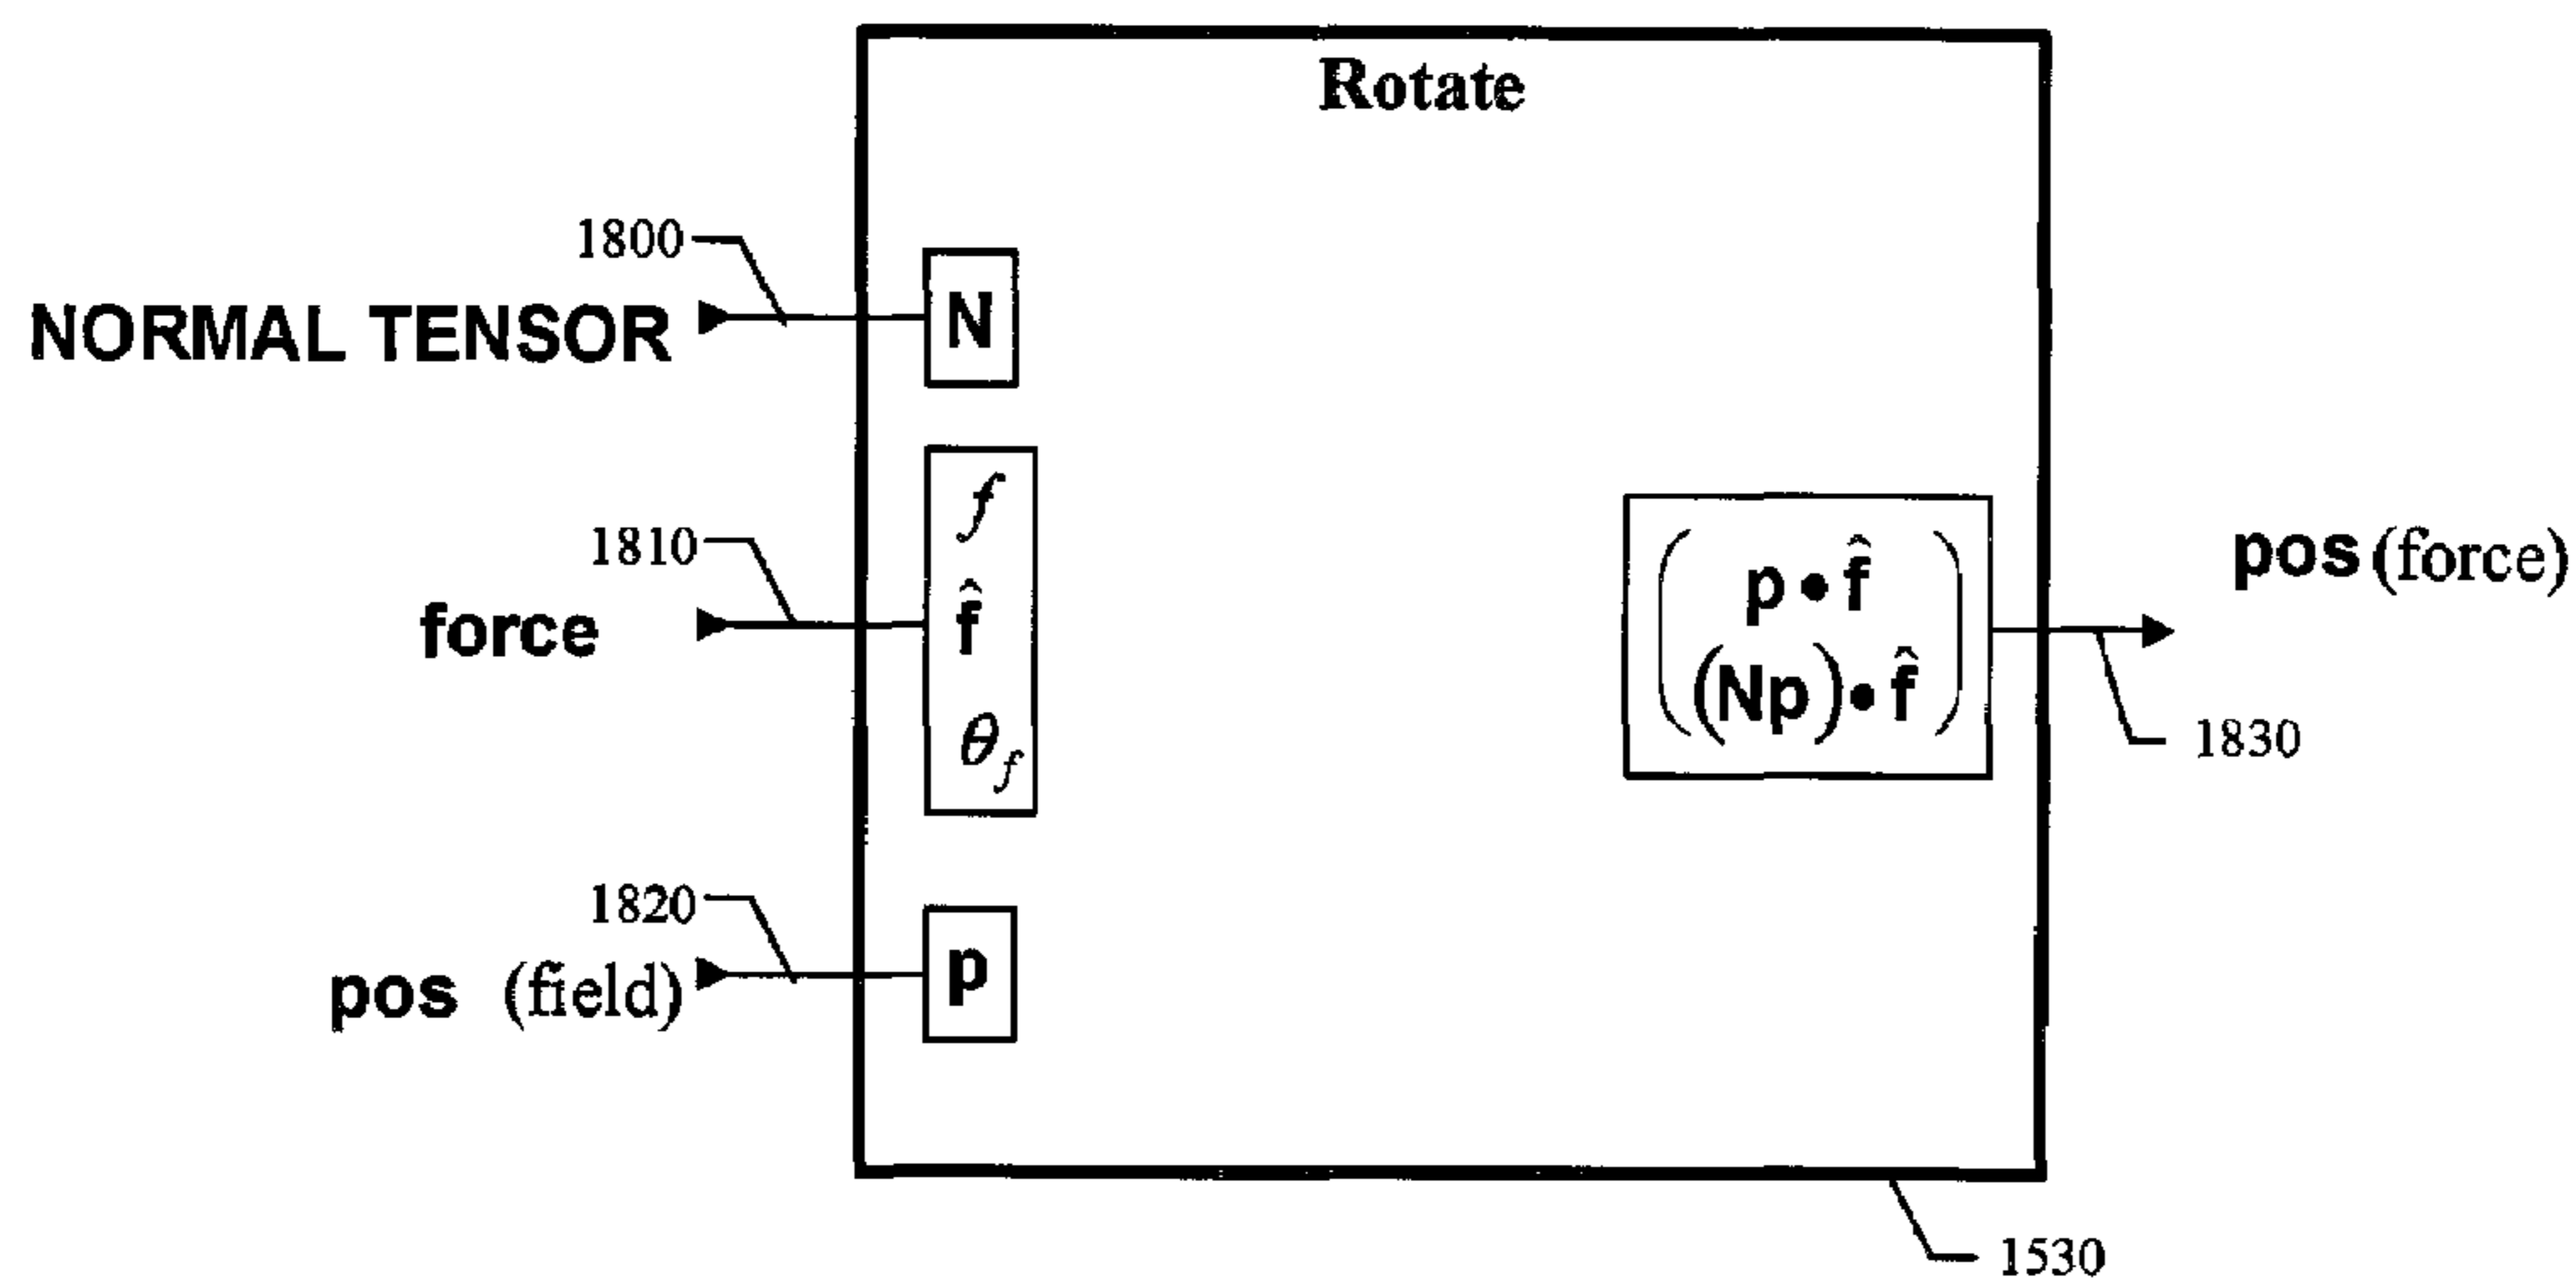 Rotate
1800
NORMAL TENSOR
N
1810
force
f
f̂
θ_f
1820
pos (field)
p
p • f̂
(Np) • f̂
pos (force)
1830
1530